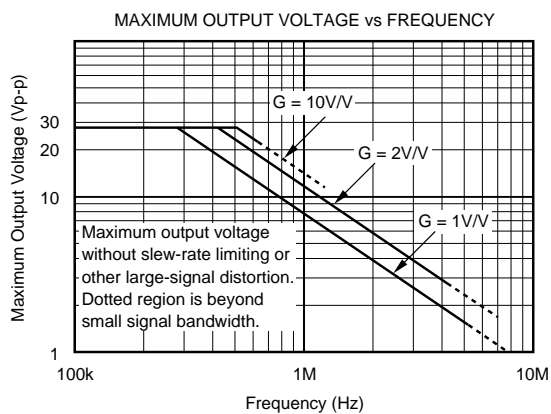 MAXIMUM OUTPUT VOLTAGE vs FREQUENCY
Maximum Output Voltage (Vp-p)
30
20
10
1
G = 10V/V
G = 2V/V
G = 1V/V
Maximum output voltage
without slew-rate limiting or
other large-signal distortion.
Dotted region is beyond
small signal bandwidth.
100k
1M
10M
Frequency (Hz)